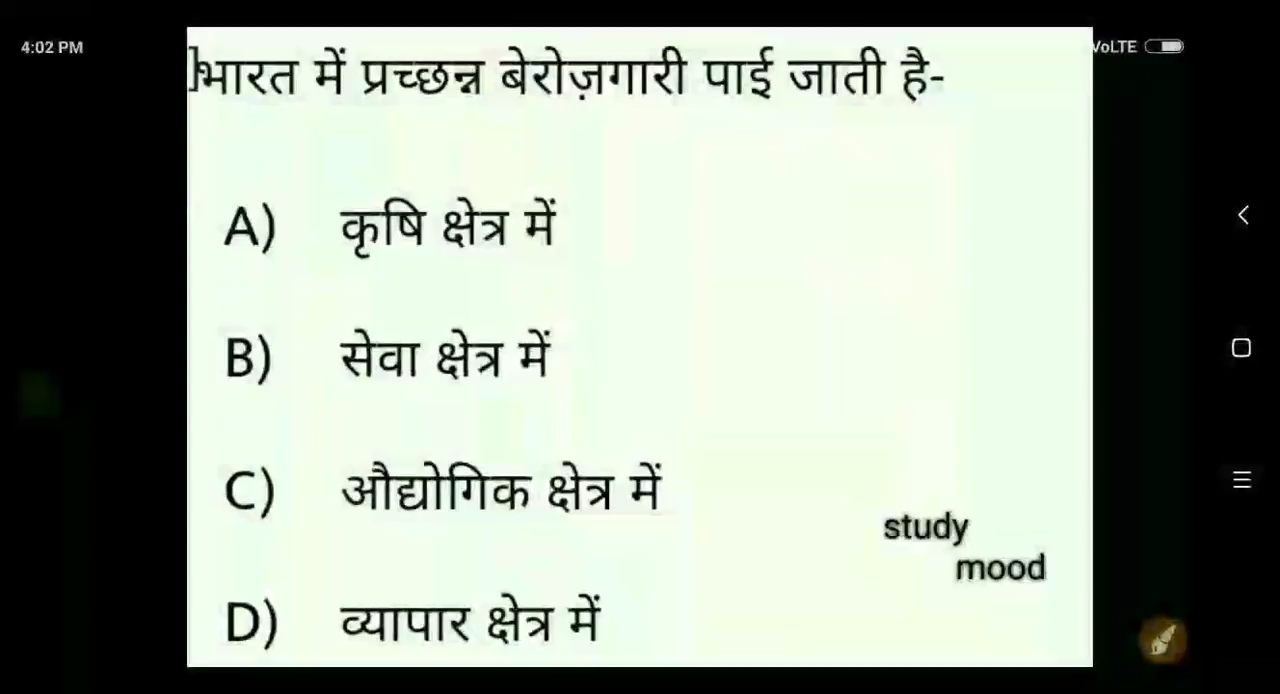 4:02 PM
VoLTE
]भारत में प्रच्छन्न बेरोज़गारी पाई जाती है-
A) कृषि क्षेत्र में
B) सेवा क्षेत्र में
C) औद्योगिक क्षेत्र में
study
mood
D) व्यापार क्षेत्र में